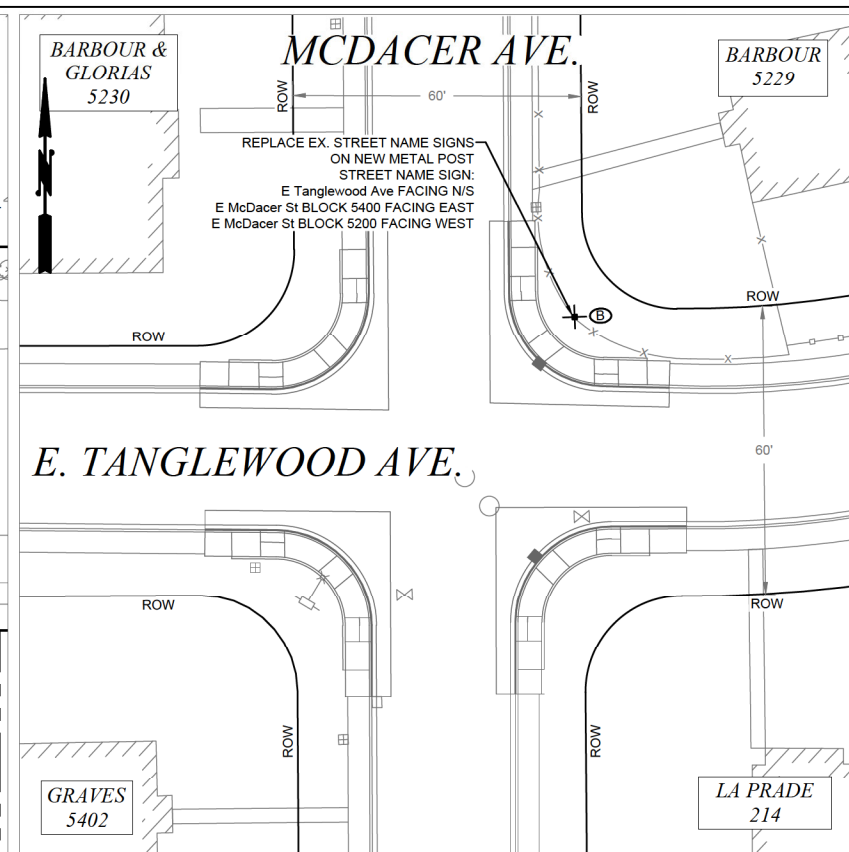 MCDACER AVE.
BARBOUR &
GLORIAS
5230
BARBOUR
5229
ROW
60'
ROW
REPLACE EX. STREET NAME SIGNS
ON NEW METAL POST
STREET NAME SIGN:
E Tanglewood Ave FACING N/S
E McDacer St BLOCK 5400 FACING EAST
E McDacer St BLOCK 5200 FACING WEST
N
ROW
B
ROW
60'
E. TANGLEWOOD AVE.
ROW
ROW
ROW
ROW
GRAVES
5402
LA PRADE
214